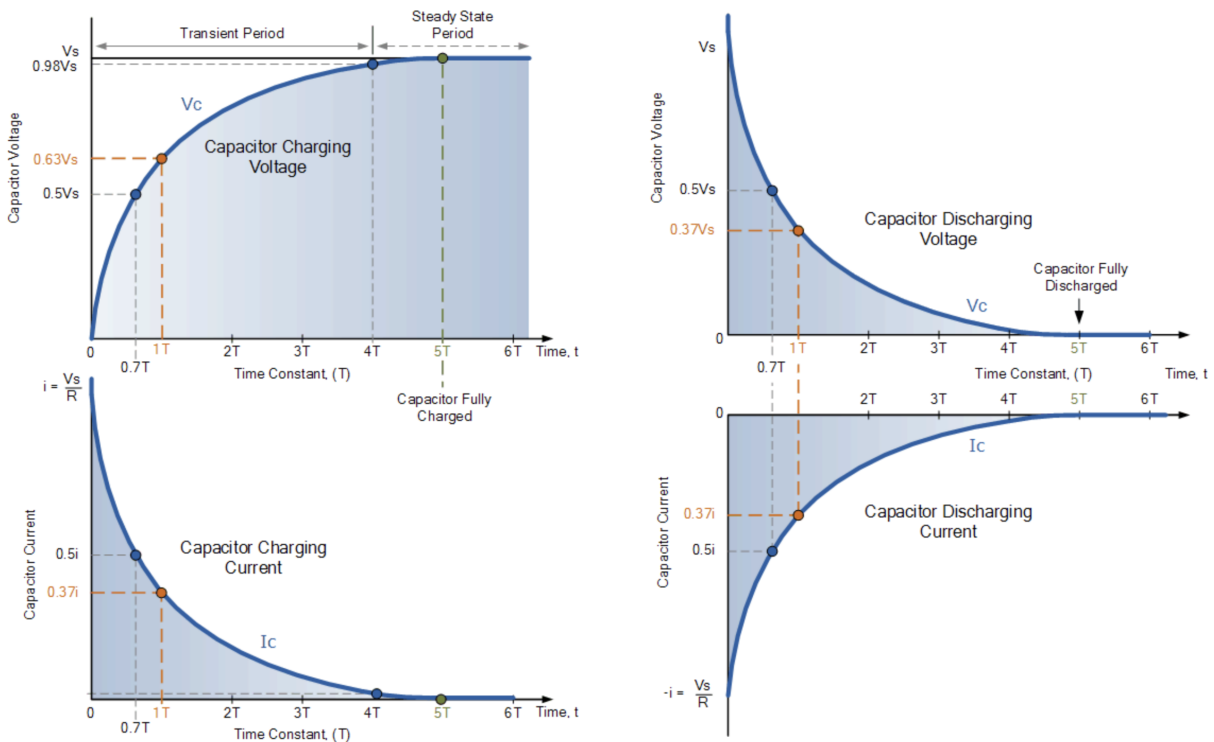 Transient Period
Steady State
Period
Vs
0.98Vs
Vc
Capacitor Charging
Voltage
0.63Vs
0.5Vs
Capacitor Voltage
0
0.7T
1T
2T
3T
4T
5T
6T
Time, t
Time Constant, (T)
Capacitor Fully
Charged
i = Vs
R
Capacitor Current
0.5i
0.37i
Capacitor Charging
Current
Ic
0
0.7T
1T
2T
3T
4T
5T
6T
Time, t
Time Constant, (T)
Vs
Capacitor Voltage
0.5Vs
0.37Vs
Capacitor Discharging
Voltage
Capacitor Fully
Discharged
Vc
0
0.7T
1T
2T
3T
4T
5T
6T
Time Constant, (T)
Time, t
2T
3T
4T
5T
6T
0
Ic
Capacitor Discharging
Current
0.37i
0.5i
Capacitor Current
-i = Vs
R